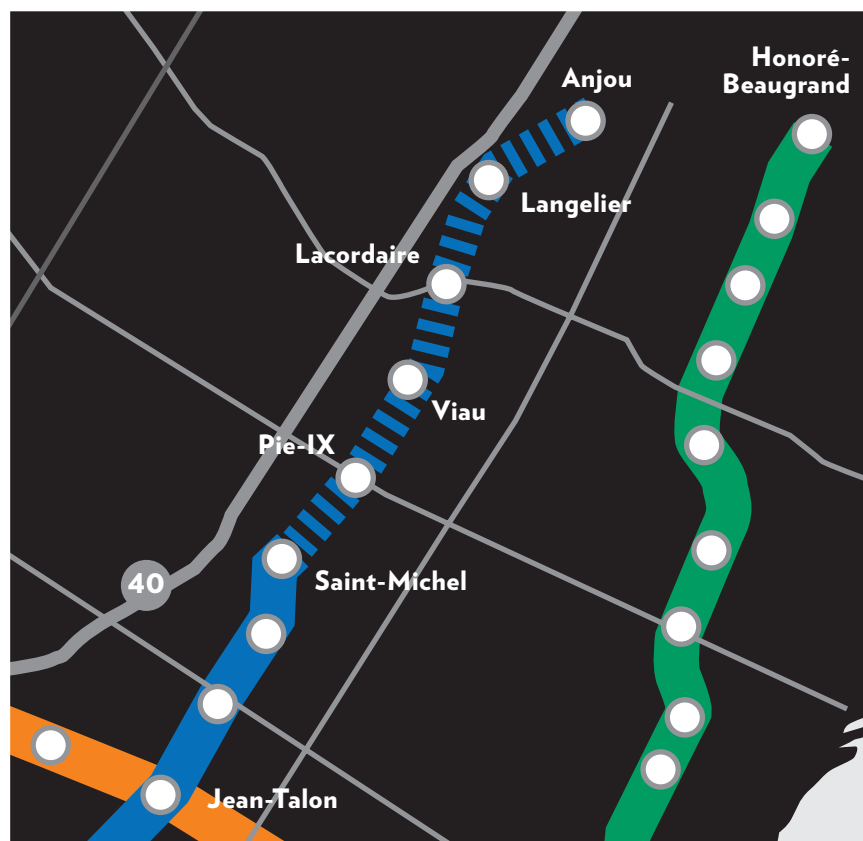 Honoré-
Beaugrand
Anjou
Langelier
Lacordaire
Viau
Pie-IX
Saint-Michel
40
Jean-Talon